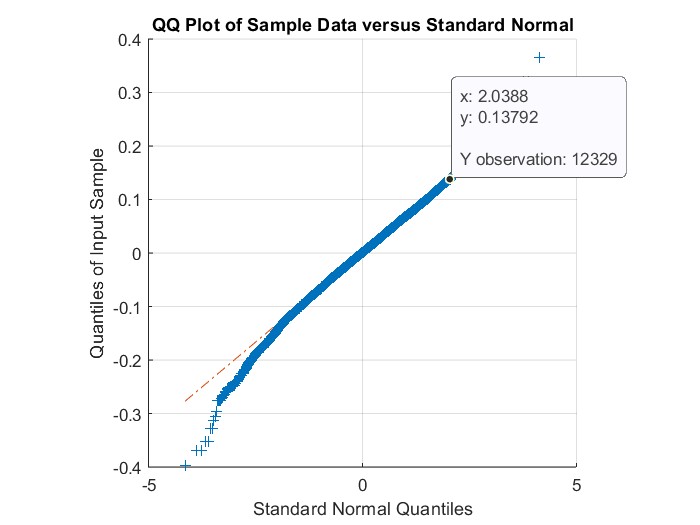 QQ Plot of Sample Data versus Standard Normal
0.4
0.3
0.2
0.1
0
-0.1
-0.2
-0.3
-0.4
Quantiles of Input Sample
x: 2.0388
y: 0.13792
Y observation: 12329
-5
0
5
Standard Normal Quantiles